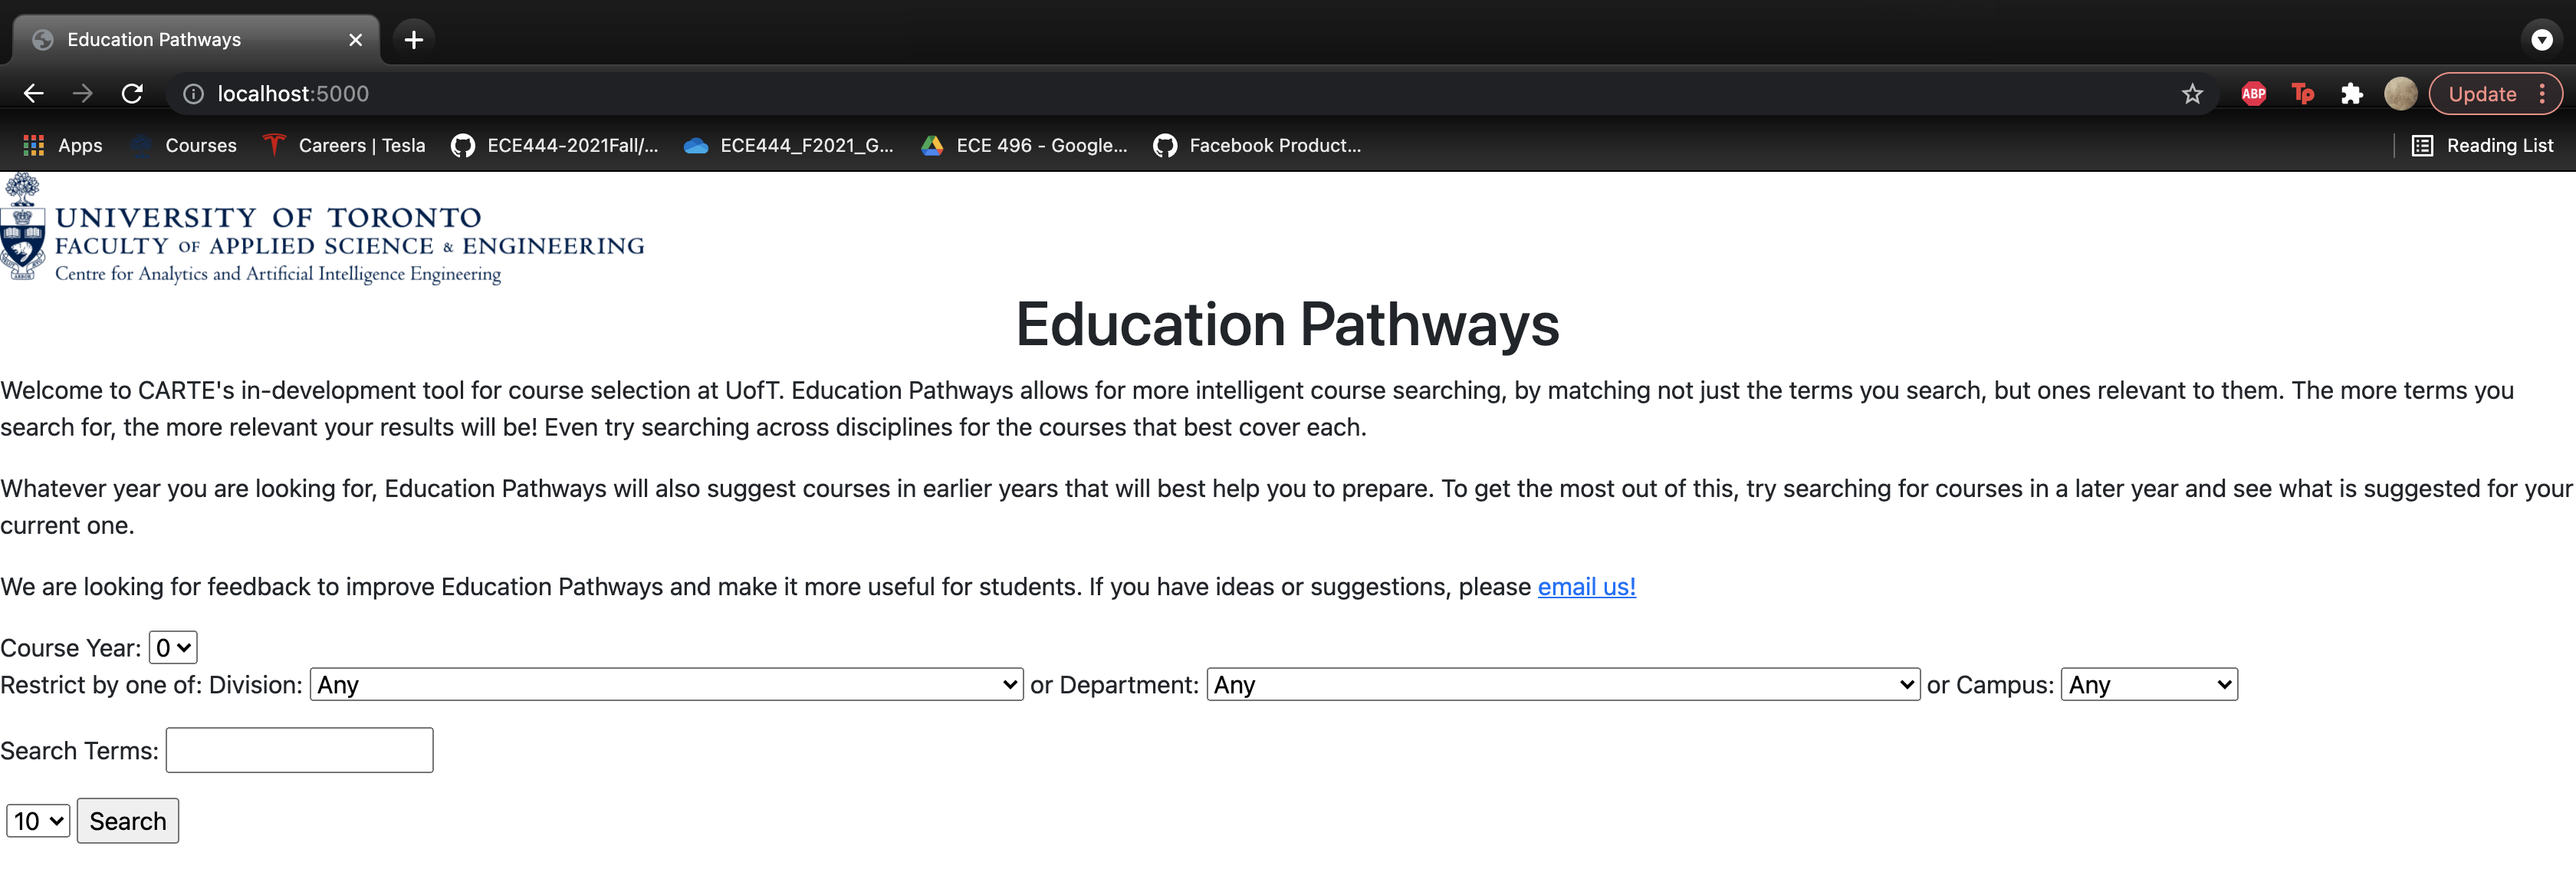 Education Pathways
localhost:5000
ABP
Tp
Update
Apps
Courses
Careers | Tesla
ECE444-2021Fall/...
ECE444_F2021_G...
ECE 496 - Google...
Facebook Product...
Reading List
UNIVERSITY OF TORONTO
FACULTY OF APPLIED SCIENCE & ENGINEERING
Centre for Analytics and Artificial Intelligence Engineering
Education Pathways
Welcome to CARTE's in-development tool for course selection at UofT. Education Pathways allows for more intelligent course searching, by matching not just the terms you search, but ones relevant to them. The more terms you
search for, the more relevant your results will be! Even try searching across disciplines for the courses that best cover each.
Whatever year you are looking for, Education Pathways will also suggest courses in earlier years that will best help you to prepare. To get the most out of this, try searching for courses in a later year and see what is suggested for your
current one.
We are looking for feedback to improve Education Pathways and make it more useful for students. If you have ideas or suggestions, please email us!
Course Year: 0
Restrict by one of: Division: Any or Department: Any or Campus: Any
Search Terms:
10 Search